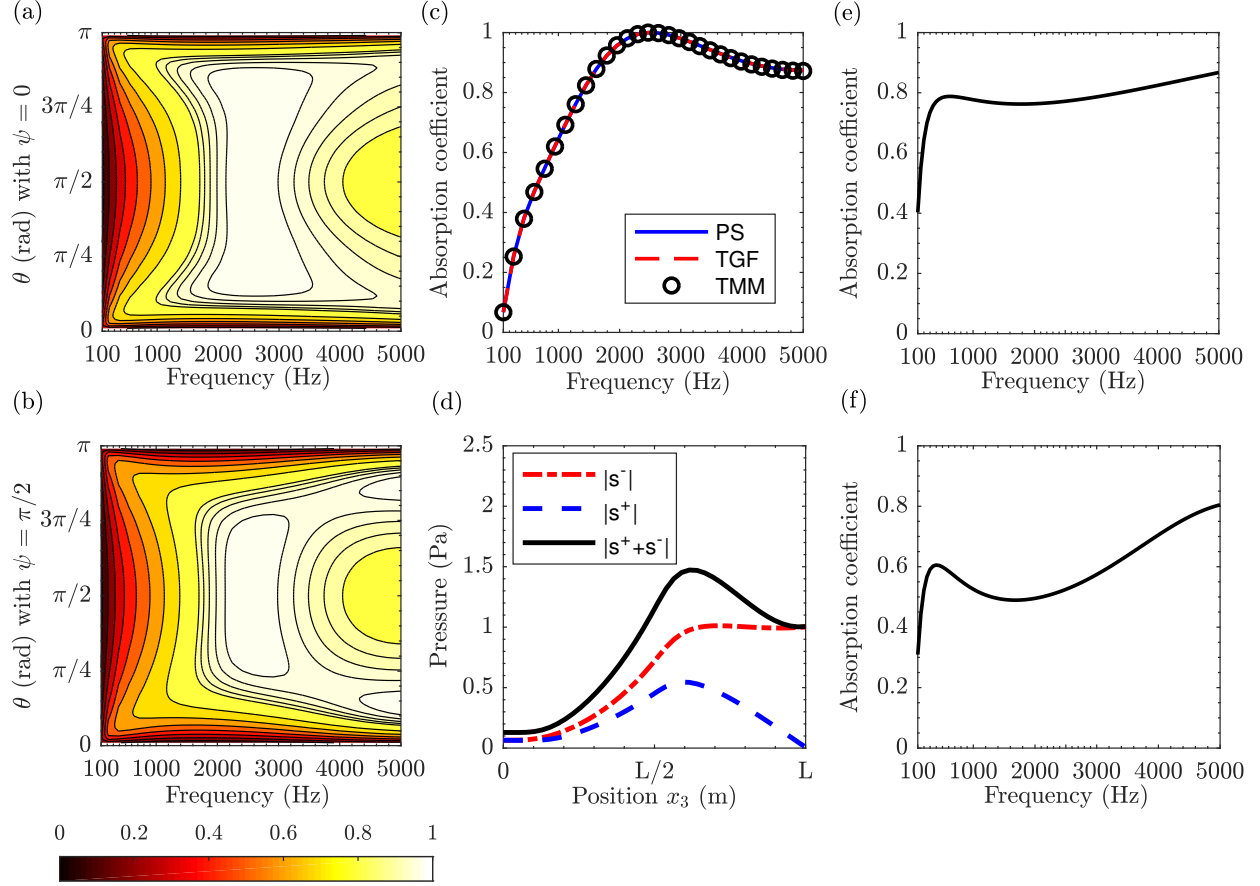 (a)
π
3π/4
π/2
π/4
0
θ (rad) with ψ = 0
100 1000 2000 3000 4000 5000
Frequency (Hz)
(c)
1
0.8
0.6
0.4
0.2
0
Absorption coefficient
PS
TGF
TMM
100 1000 2000 3000 4000 5000
Frequency (Hz)
(e)
1
0.8
0.6
0.4
0.2
0
Absorption coefficient
100 1000 2000 3000 4000 5000
Frequency (Hz)
(b)
π
3π/4
π/2
π/4
0
θ (rad) with ψ = π/2
100 1000 2000 3000 4000 5000
Frequency (Hz)
0 0.2 0.4 0.6 0.8 1
(d)
2.5
2
1.5
1
0.5
0
Pressure (Pa)
|s⁻|
|s⁺|
|s⁺+s⁻|
0 L/2 L
Position x₃ (m)
(f)
1
0.8
0.6
0.4
0.2
0
Absorption coefficient
100 1000 2000 3000 4000 5000
Frequency (Hz)